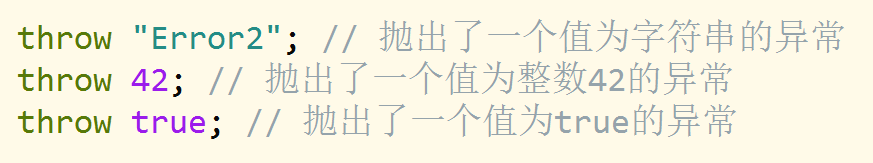 throw "Error2"; // 抛出了一个值为字符串的异常
throw 42; // 抛出了一个值为整数42的异常
throw true; // 抛出了一个值为true的异常